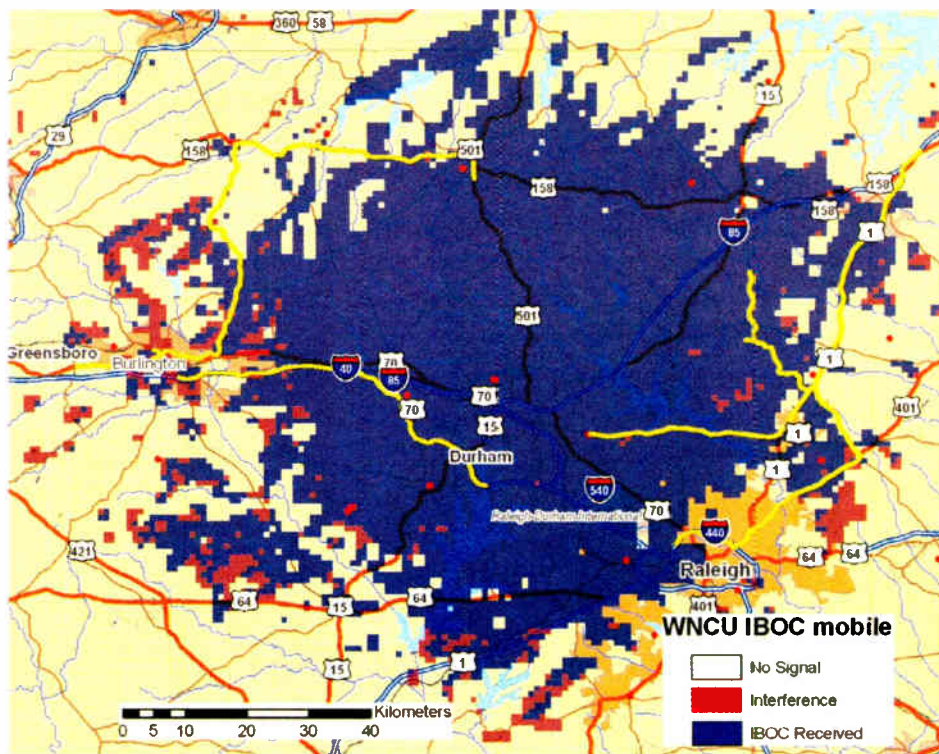 360 58
15
29
158
501
158
158
158
85
1
501
Greensboro
Burlington
40
70
85
1
70
70
401
15
1
Durham
1
540
Raleigh-Durham International
70
440
421
64 64
Raleigh
64
15
64
401
WNCU IBOC mobile
No Signal
15
1
Interference
Kilometers
0 5 10 20 30 40
IBOC Received